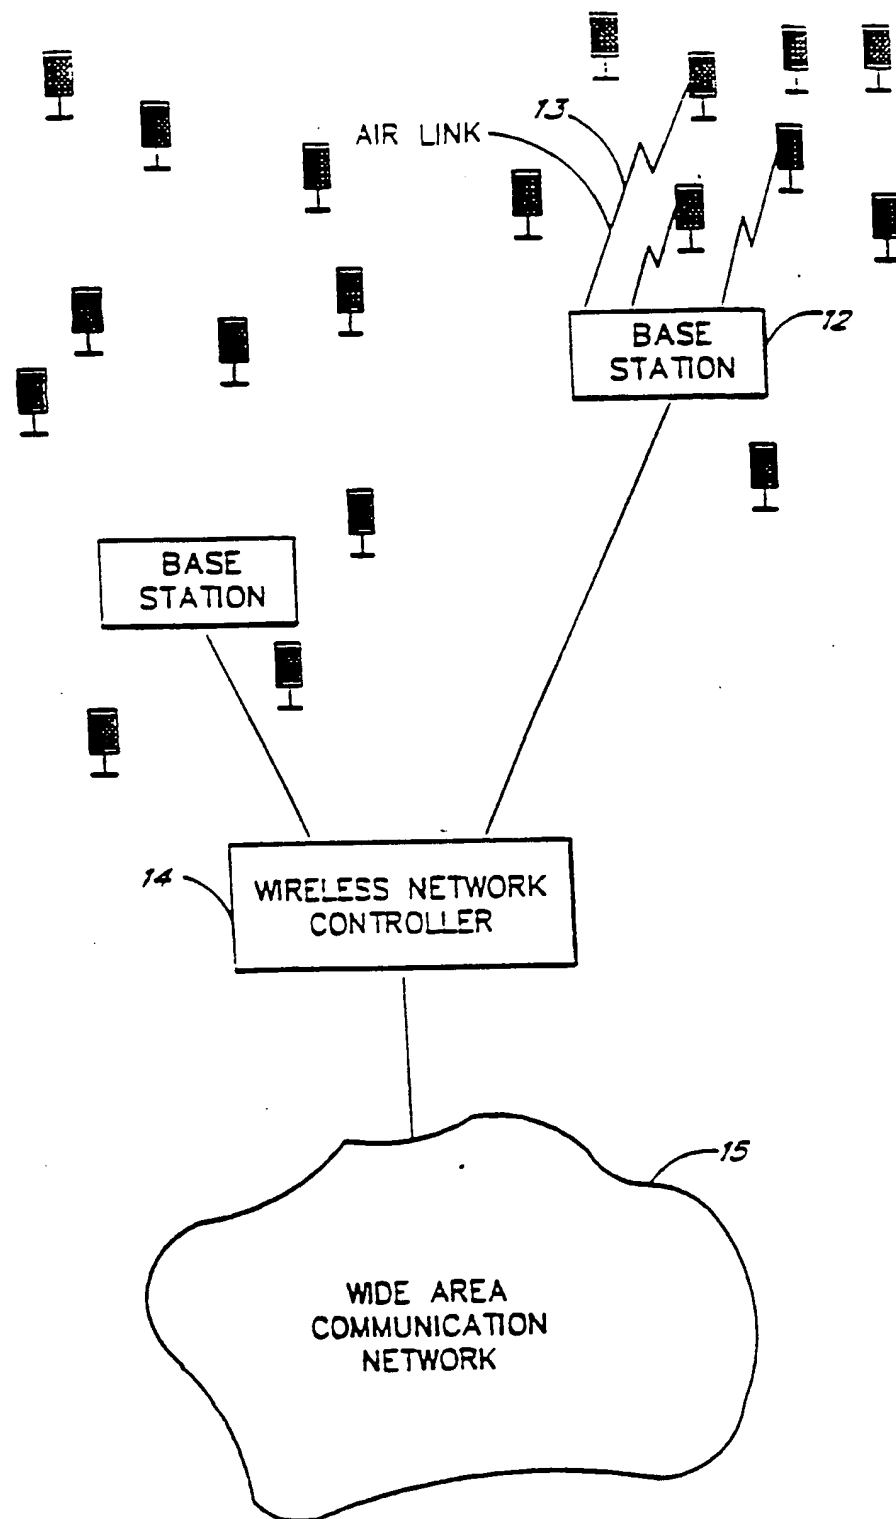 13
AIR LINK
12
BASE
STATION
BASE
STATION
14
WIRELESS NETWORK
CONTROLLER
15
WIDE AREA
COMMUNICATION
NETWORK